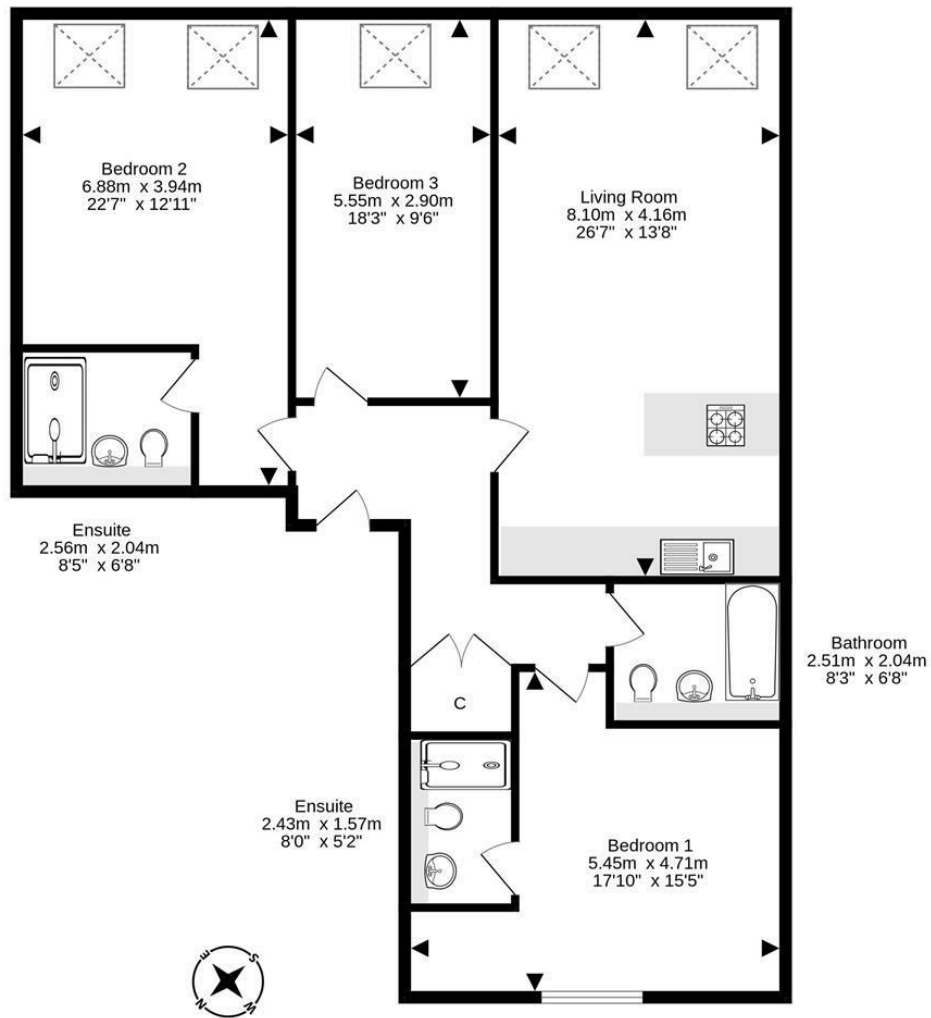 Bedroom 2
6.88m x 3.94m
22'7" x 12'11"
Bedroom 3
5.55m x 2.90m
18'3" x 9'6"
Living Room
8.10m x 4.16m
26'7" x 13'8"
Ensuite
2.56m x 2.04m
8'5" x 6'8"
Bathroom
2.51m x 2.04m
8'3" x 6'8"
C
Ensuite
2.43m x 1.57m
8'0" x 5'2"
Bedroom 1
5.45m x 4.71m
17'10" x 15'5"
E
S
N
W